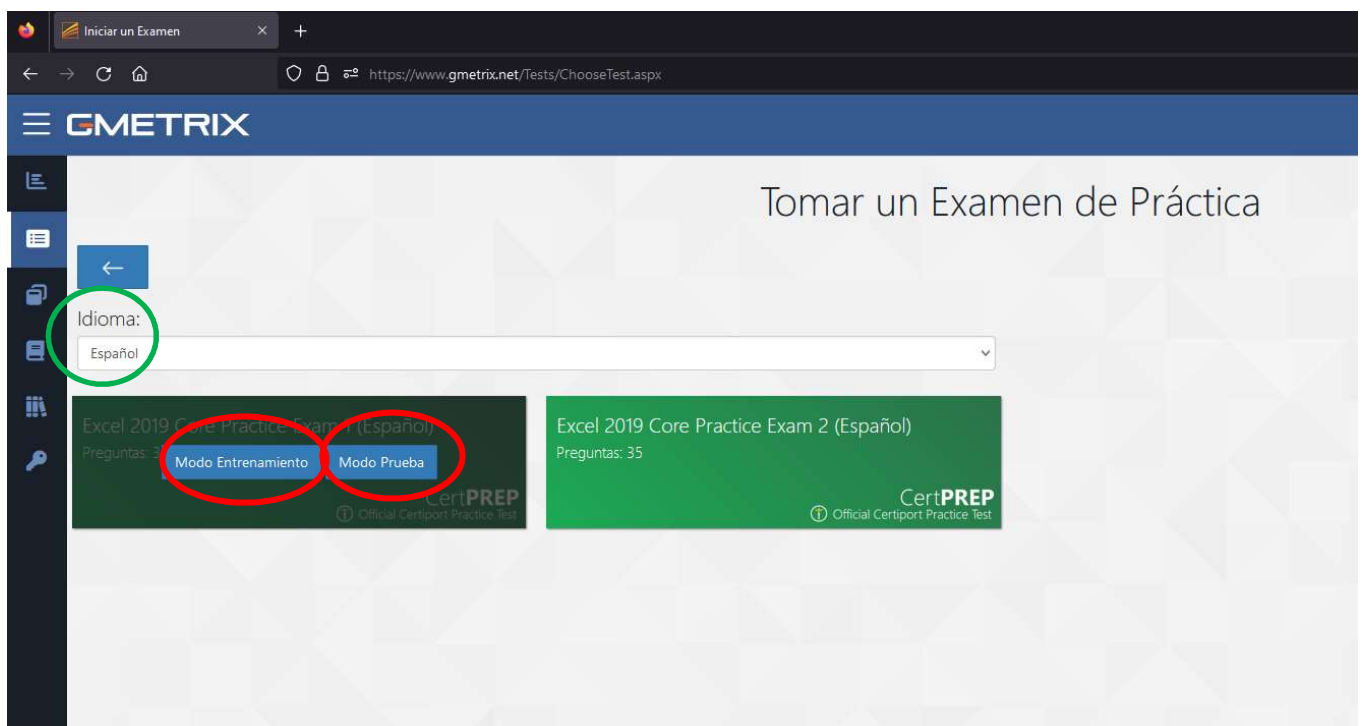 Iniciar un Examen
https://www.gmetrix.net/Tests/ChooseTest.aspx
GMETRIX
Tomar un Examen de Práctica
Idioma:
Español
Excel 2019 Core Practice Exam 1 (Español)
Preguntas: 3
Modo Entrenamiento
Modo Prueba
CertPREP
Official Certiport Practice Test
Excel 2019 Core Practice Exam 2 (Español)
Preguntas: 35
CertPREP
Official Certiport Practice Test